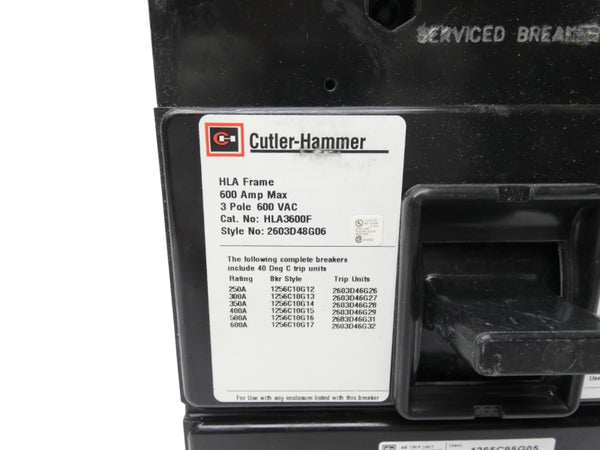 SERVICED BREAKER
Cutler-Hammer
HLA Frame
600 Amp Max
3 Pole 600 VAC
Cat. No: HLA3600F
Style No: 2603D48G06
The following complete breakers
include 40 Deg C trip units
Rating Bkr Style Trip Units
250A 1256C10G12 2603D46G26
300A 1256C10G13 2603D46G27
350A 1256C10G14 2603D46G28
400A 1256C10G15 2603D46G29
500A 1256C10G16 2603D46G31
600A 1256C10G17 2603D46G32
For Use with any enclosure listed with this breaker
Use
1265C95G05